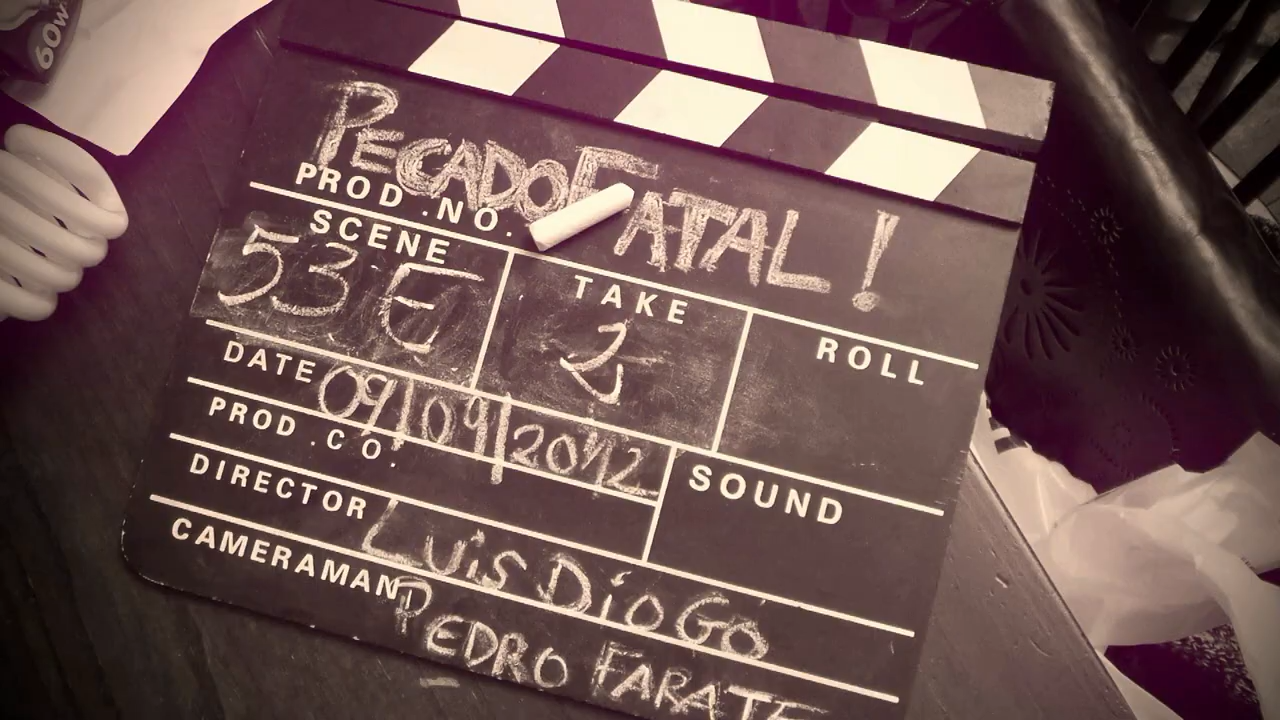 60W
PECADO FATAL!
PROD.NO.
SCENE
53 E
TAKE
2
ROLL
DATE 09/09/2012
PROD.CO.
SOUND
DIRECTOR LUiS DiOGO
CAMERAMAN PEDRO FARATE